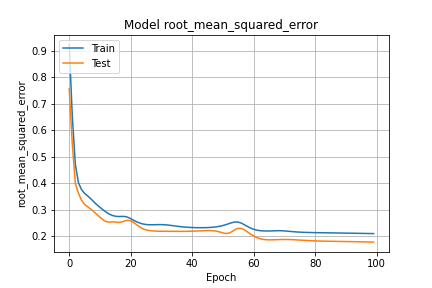 Model root_mean_squared_error
Train
Test
root_mean_squared_error
0.9
0.8
0.7
0.6
0.5
0.4
0.3
0.2
0 20 40 60 80 100
Epoch